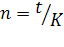 n = t/K